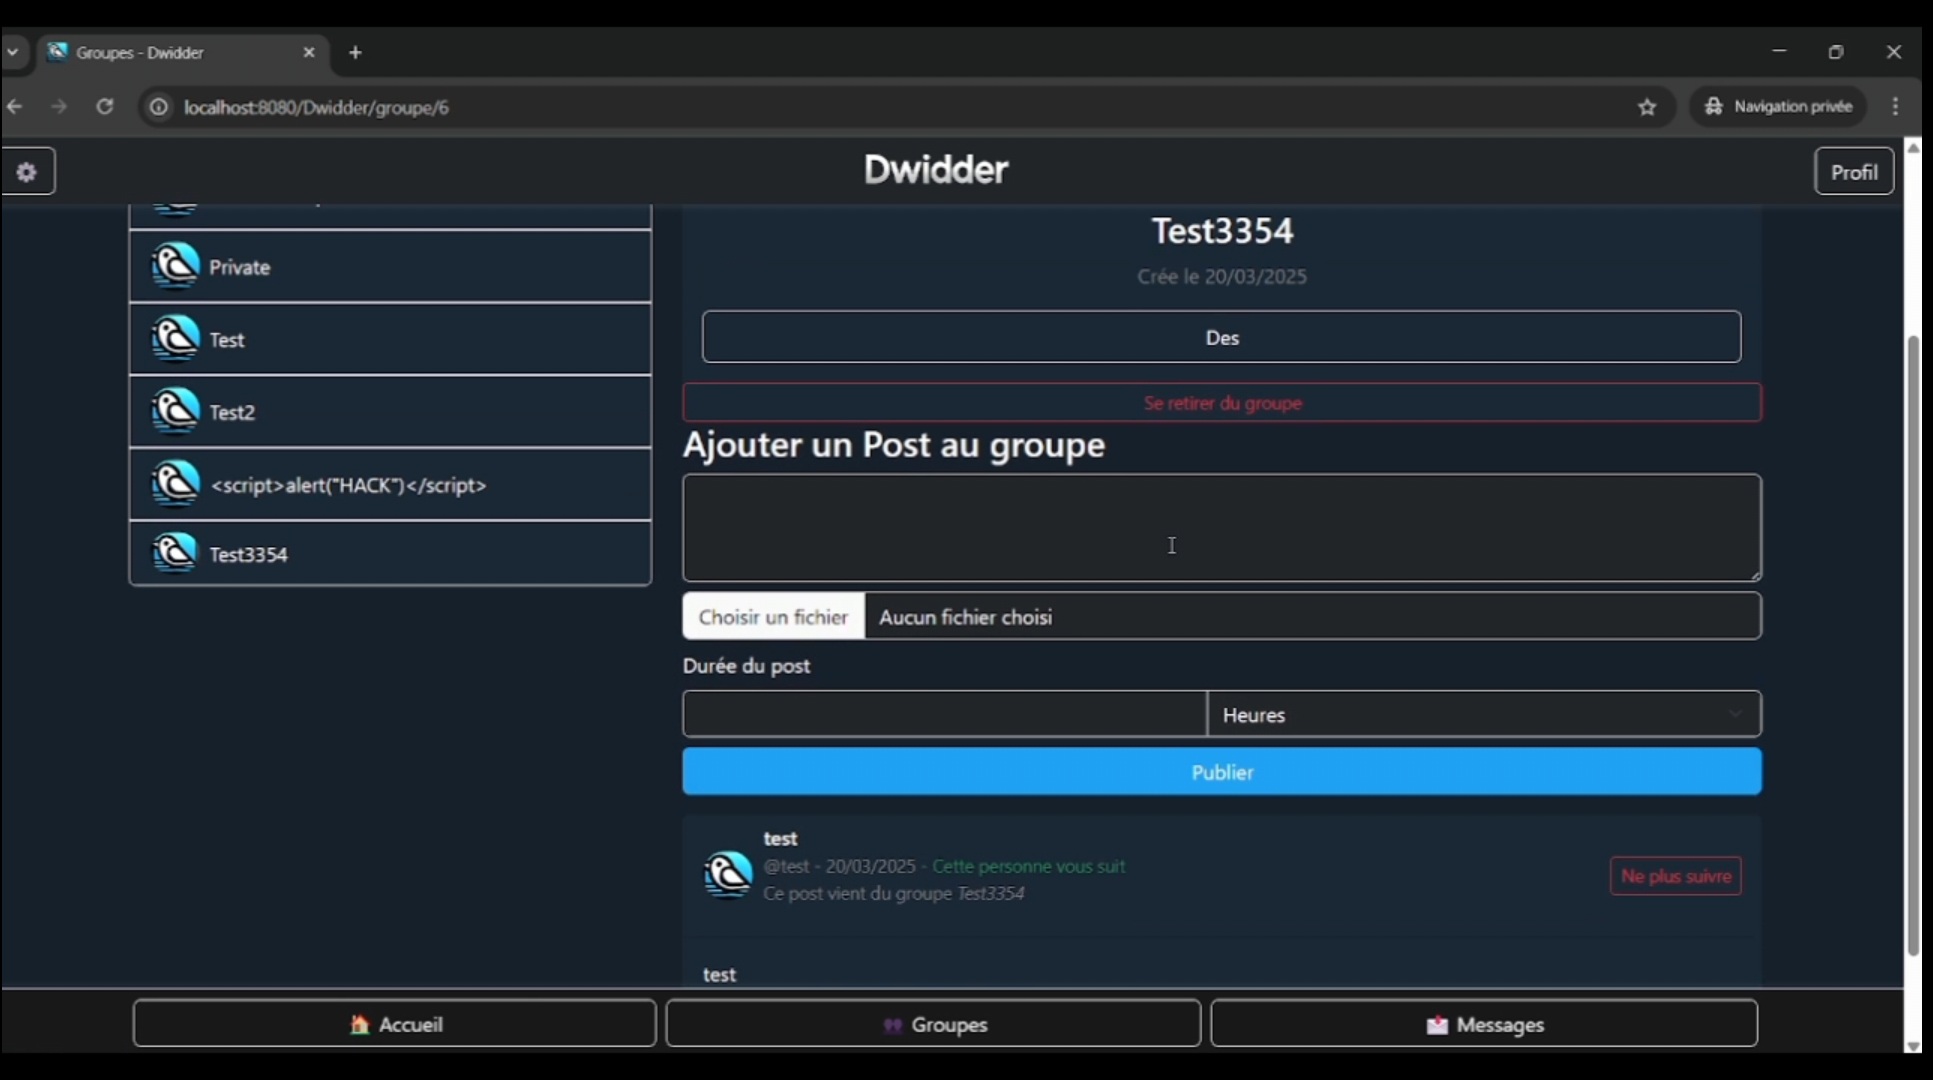 Groupes - Dwidder
localhost:8080/Dwidder/groupe/6
Navigation privée
Dwidder
Profil
Private
Test
Test2
<script>alert("HACK")</script>
Test3354
Test3354
Crée le 20/03/2025
Des
Se retirer du groupe
Ajouter un Post au groupe
Choisir un fichier
Aucun fichier choisi
Durée du post
Heures
Publier
test
@test - 20/03/2025 - Cette personne vous suit
Ce post vient du groupe Test3354
Ne plus suivre
test
Accueil
Groupes
Messages